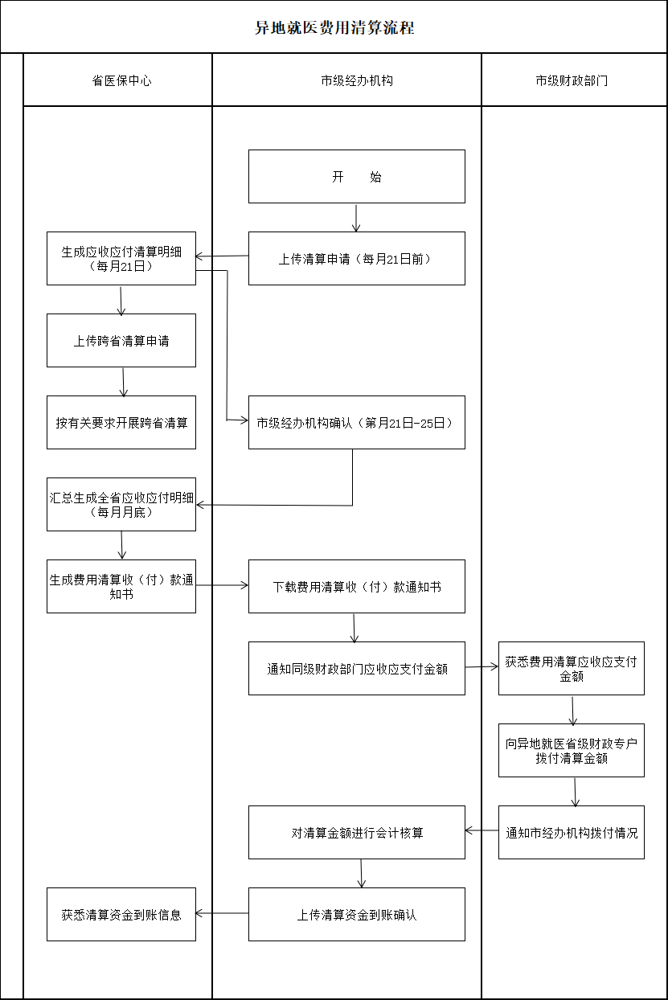 异地就医费用清算流程
省医保中心
市级经办机构
市级财政部门
开 始
生成应收应付清算明细
（每月21日）
上传清算申请（每月21日前）
上传跨省清算申请
按有关要求开展跨省清算
市级经办机构确认（第月21日-25日）
汇总生成全省应收应付明细
（每月月底）
生成费用清算收（付）款通
知书
下载费用清算收（付）款通知书
通知同级财政部门应收应支付金额
获悉费用清算应收应支付
金额
向异地就医省级财政专户
拨付清算金额
对清算金额进行会计核算
通知市经办机构拨付情况
获悉清算资金到账信息
上传清算资金到账确认